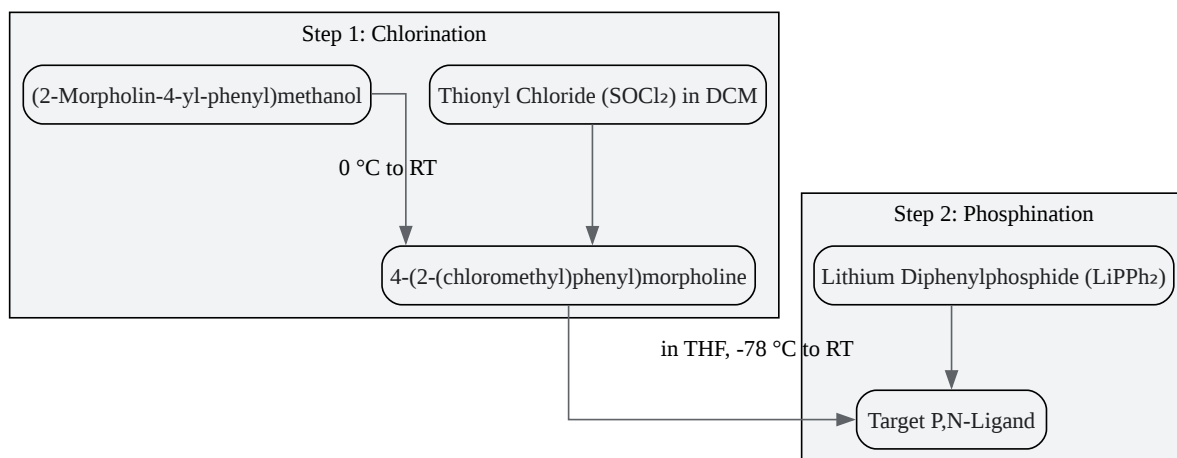 Step 1: Chlorination
(2-Morpholin-4-yl-phenyl)methanol
Thionyl Chloride (SOCl₂) in DCM
0 °C to RT
4-(2-(chloromethyl)phenyl)morpholine
Step 2: Phosphination
Lithium Diphenylphosphide (LiPPh₂)
in THF, -78 °C to RT
Target P,N-Ligand